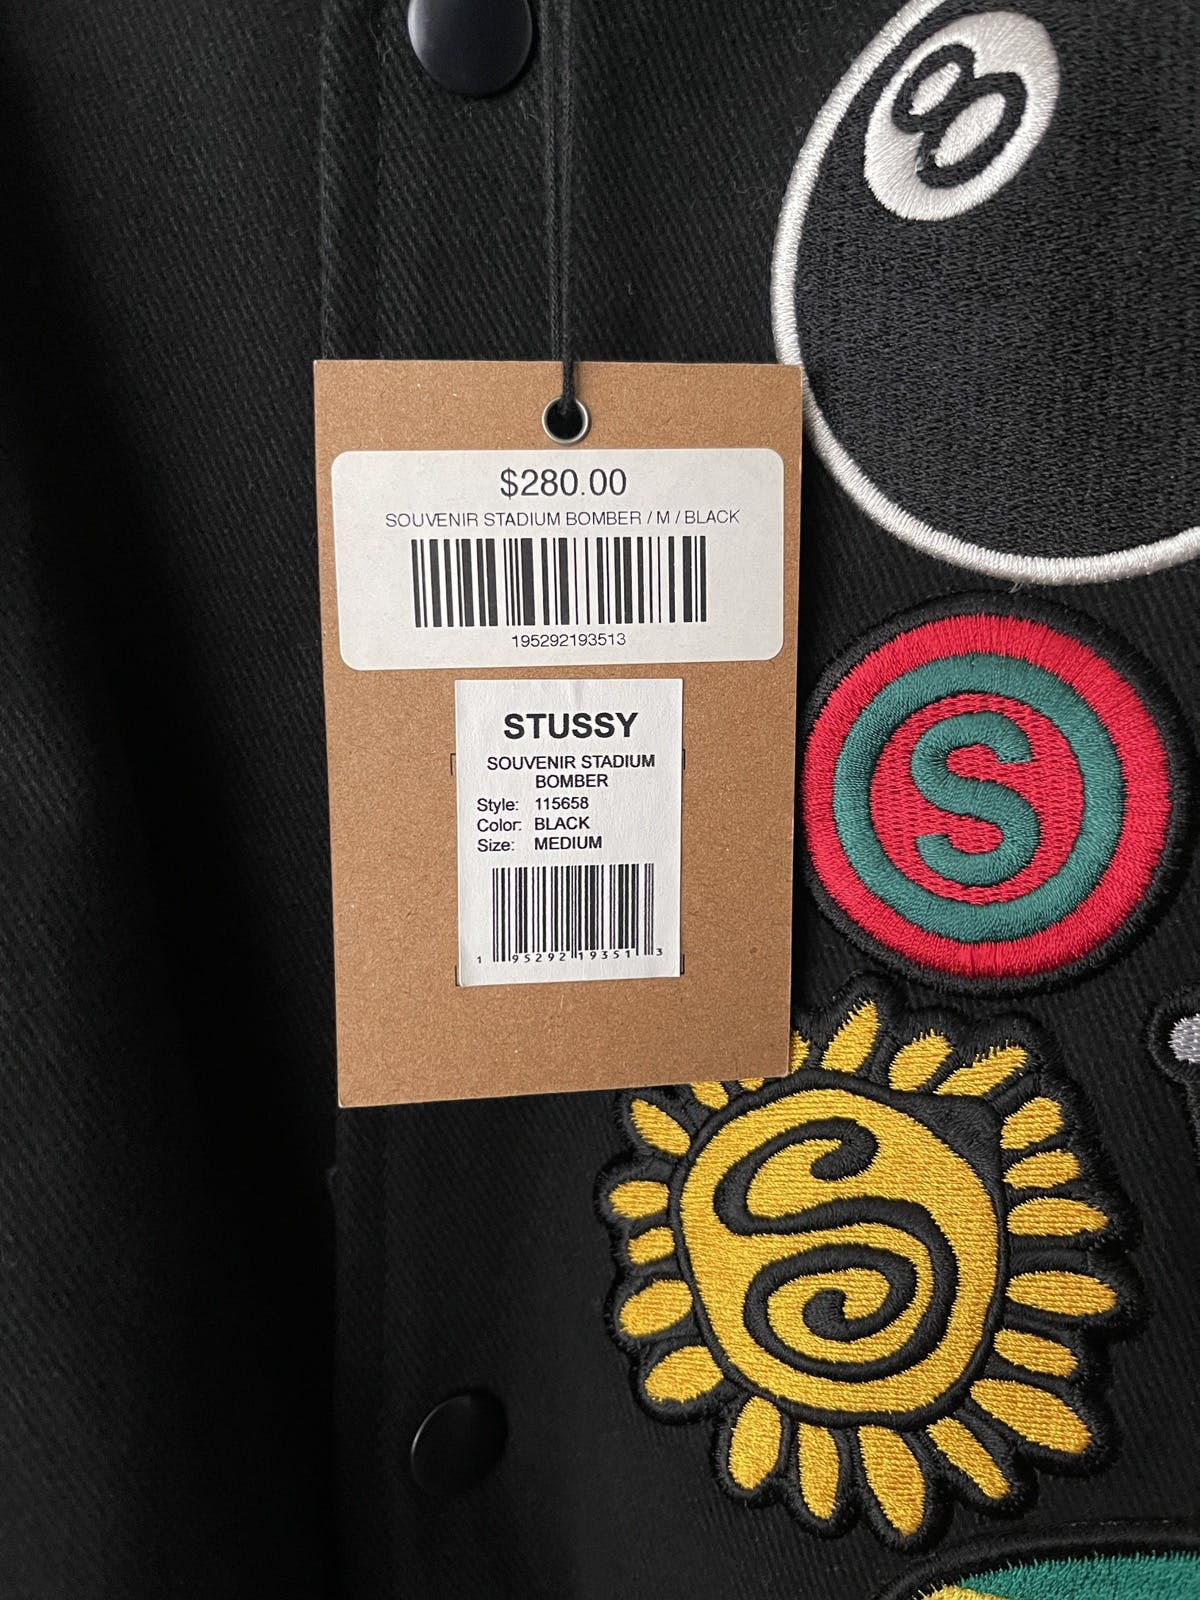 8
$280.00
SOUVENIR STADIUM BOMBER / M / BLACK
195292193513
STUSSY
SOUVENIR STADIUM
BOMBER
Style: 115658
Color: BLACK
Size: MEDIUM
1 95292 19351 3
S
S